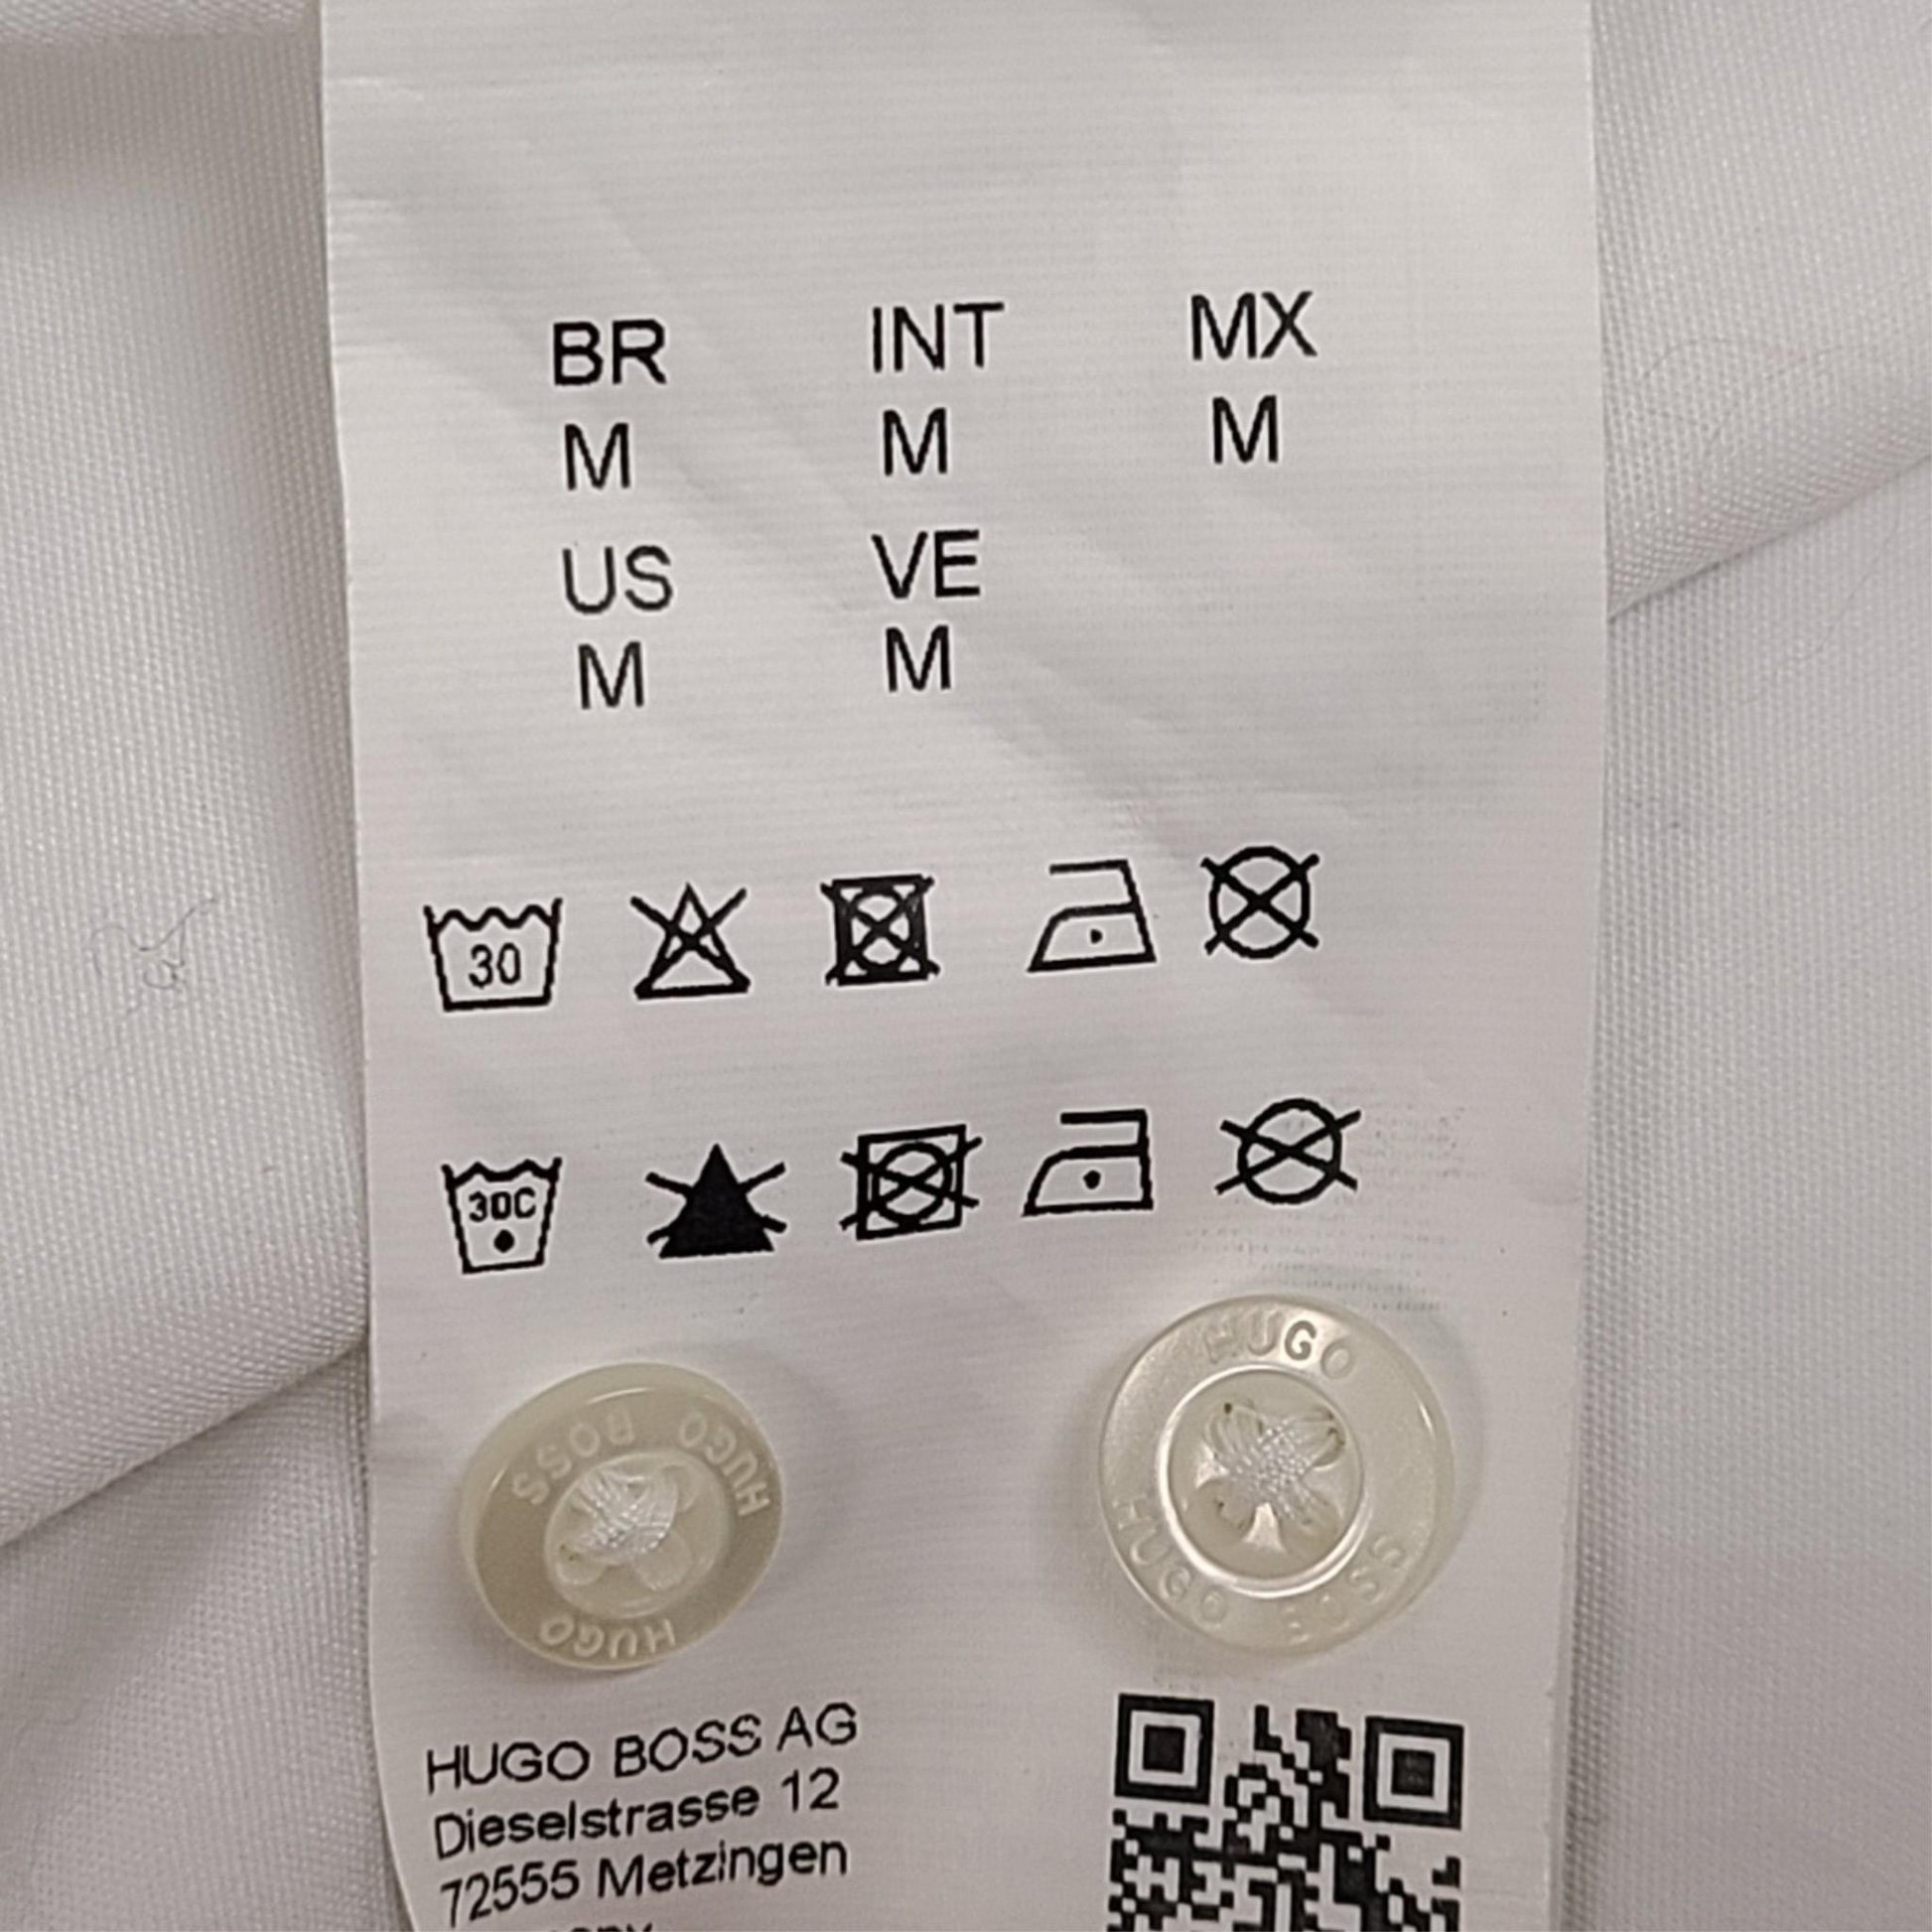 BR INT MX
M M M
US VE
M M
30
30C
HUGO BOSS HUGO
HUGO HUGO BOSS
HUGO BOSS AG
Dieselstrasse 12
72555 Metzingen